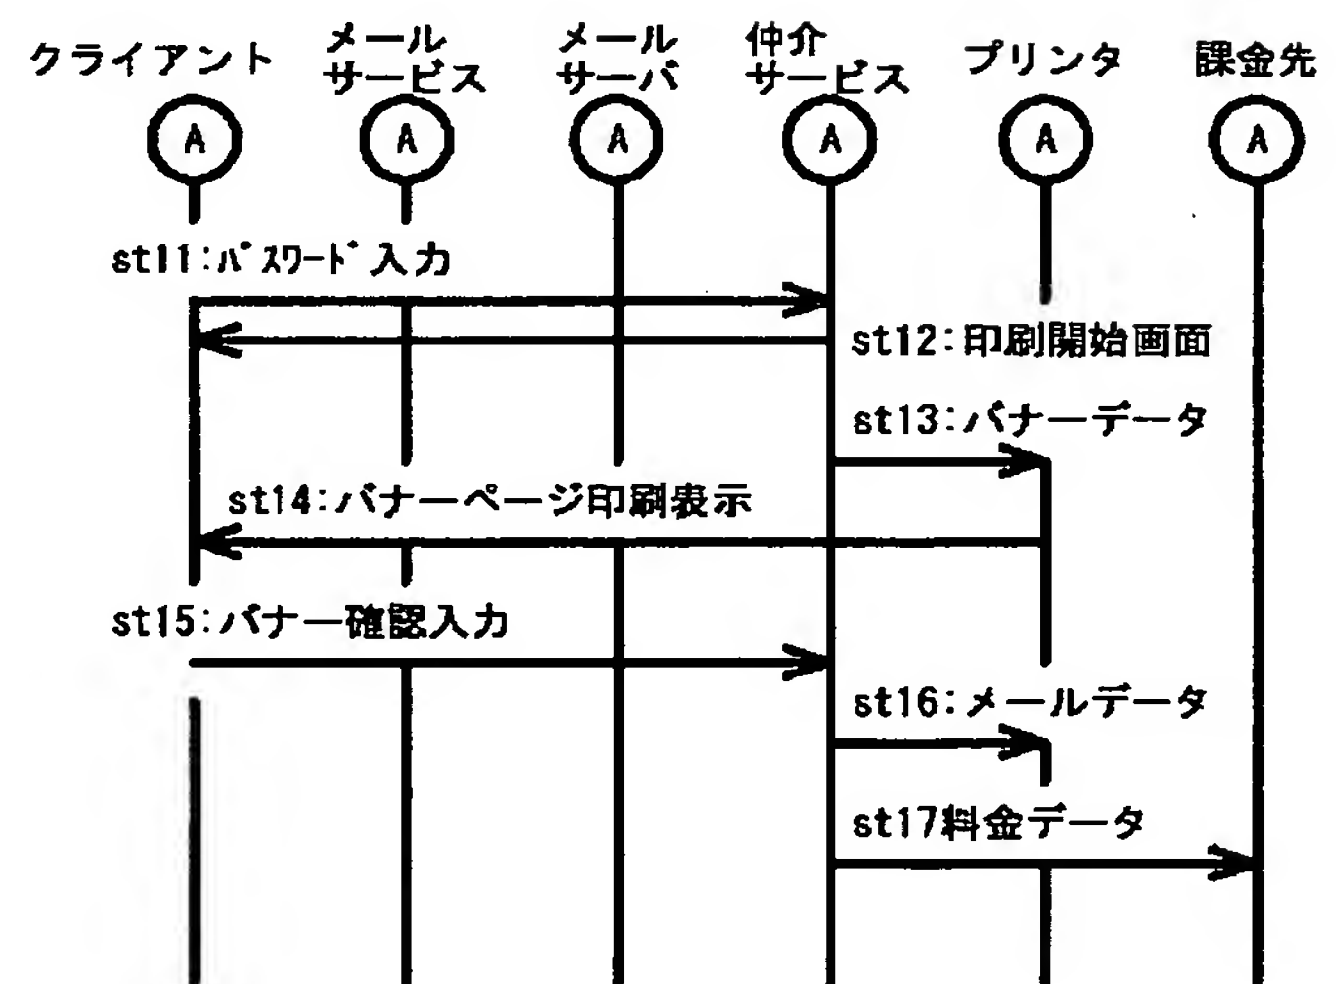 クライアント
メール
サービス
メール
サーバ
仲介
サービス
プリンタ
課金先
A A A A A A
st11:パスワード入力
st12:印刷開始画面
st13:バナーデータ
st14:バナーページ印刷表示
st15:バナー確認入力
st16:メールデータ
st17料金データ